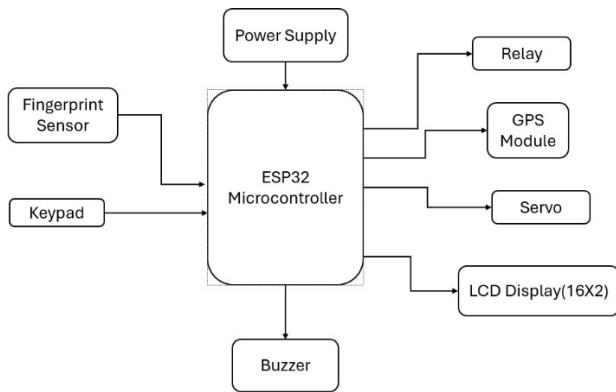 Power Supply
Relay
Fingerprint
Sensor
GPS
Module
ESP32
Microcontroller
Keypad
Servo
LCD Display(16X2)
Buzzer